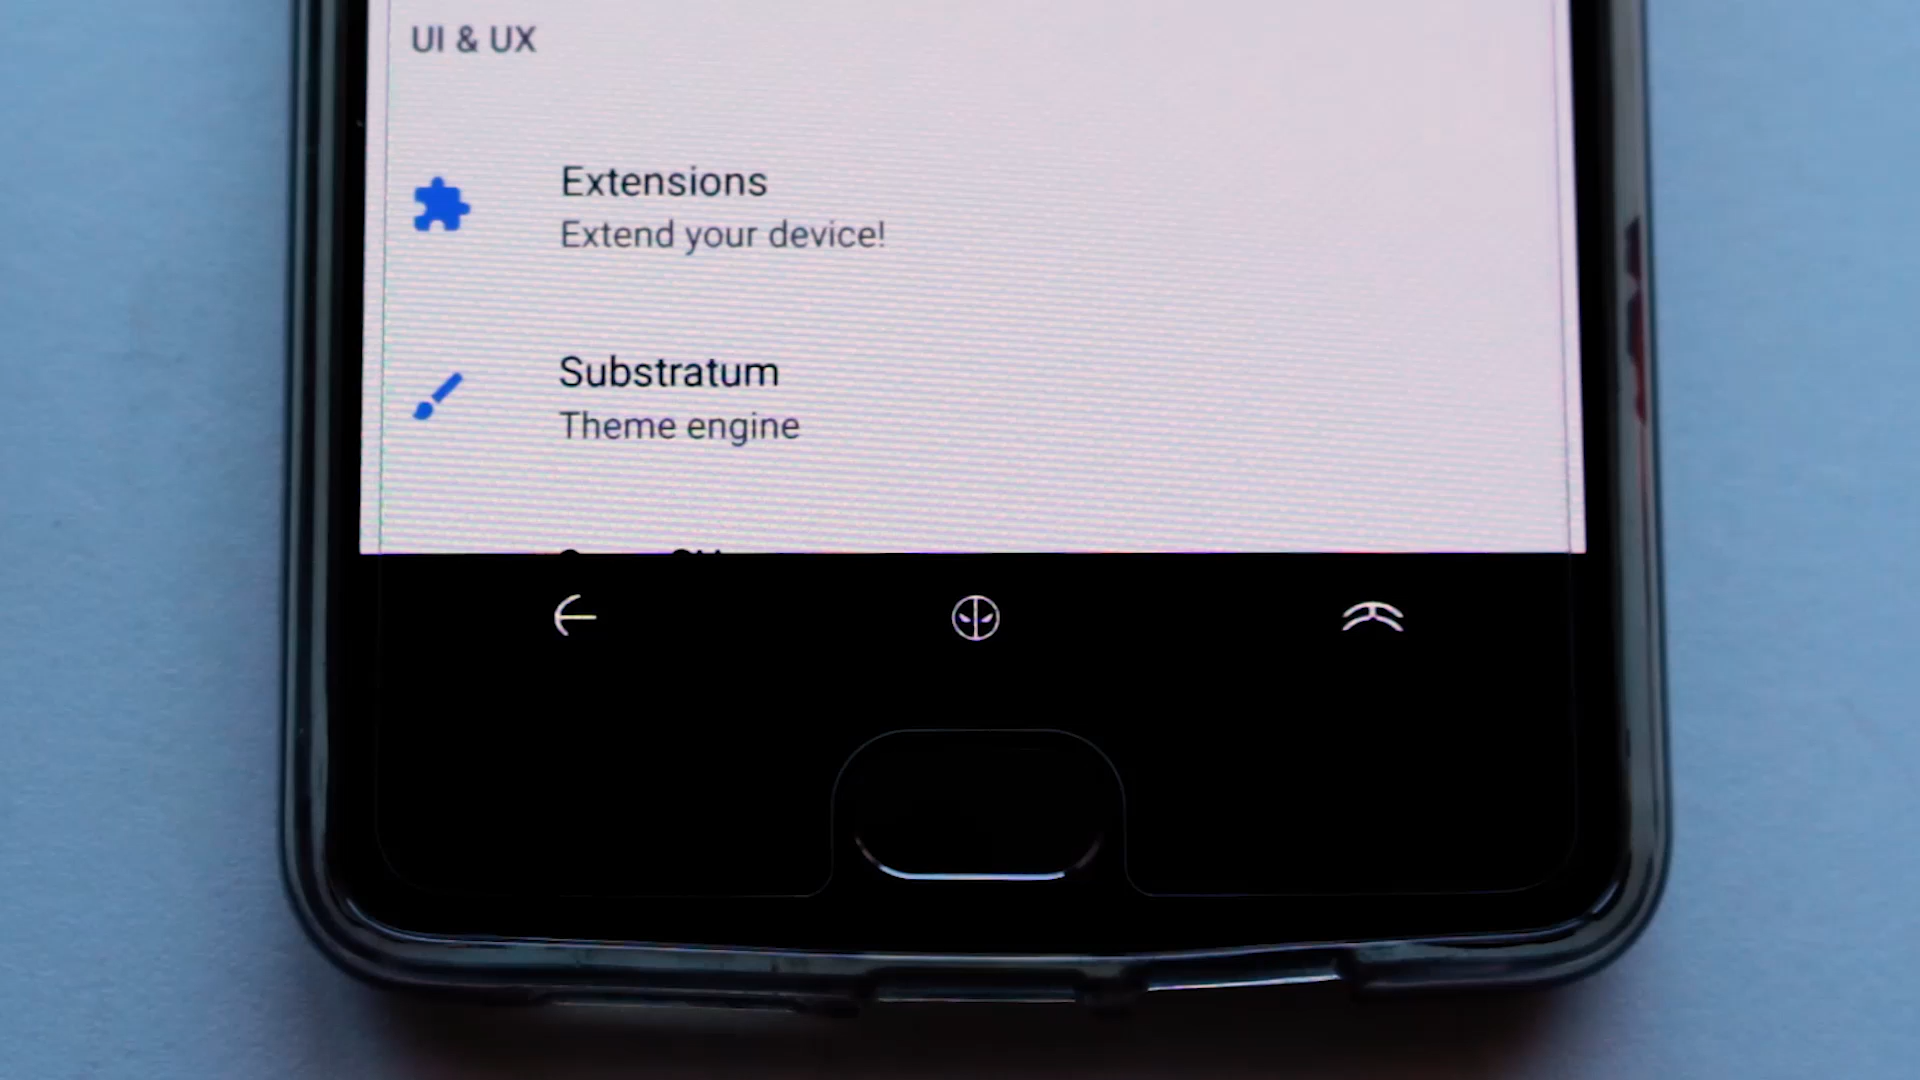 UI & UX
Extensions
Extend your device!
Substratum
Theme engine